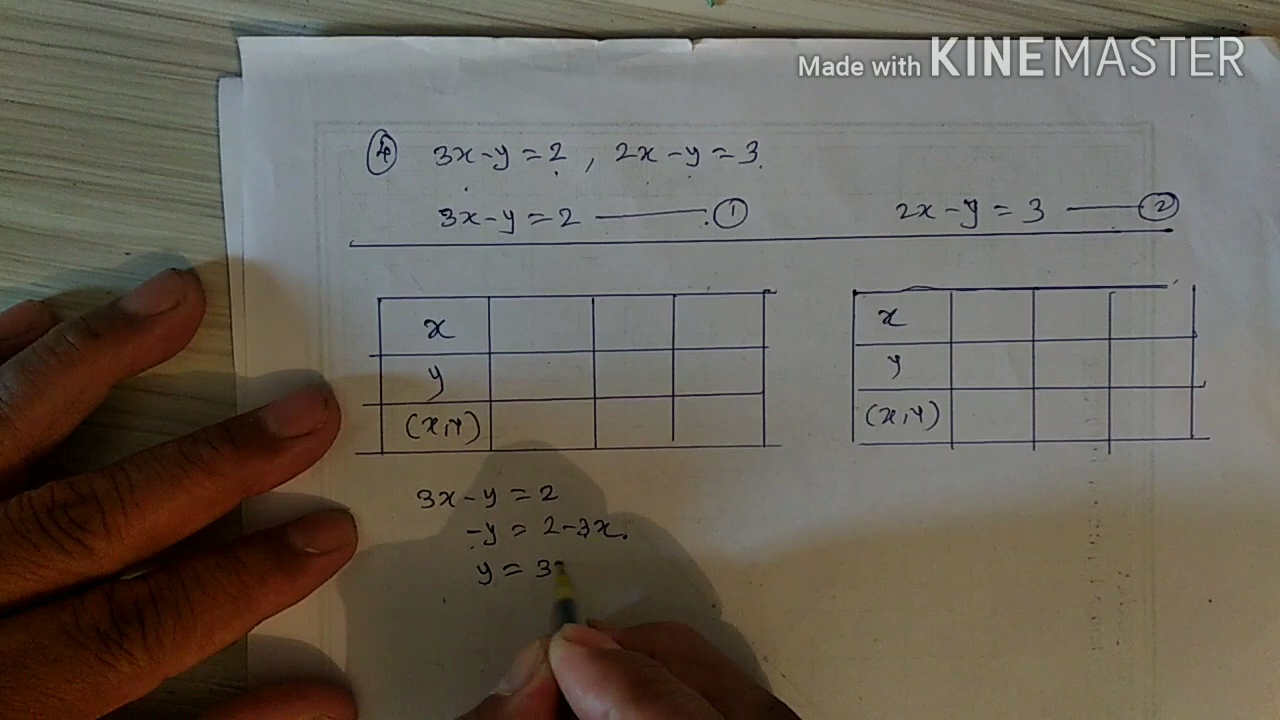 Made with KINEMASTER
④ 3x-y=2, 2x-y=3
3x-y=2 ——— ①
2x-y=3 ——— ②
x
y
(x,y)
x
y
(x,y)
3x-y=2
-y=2-3x
y=3